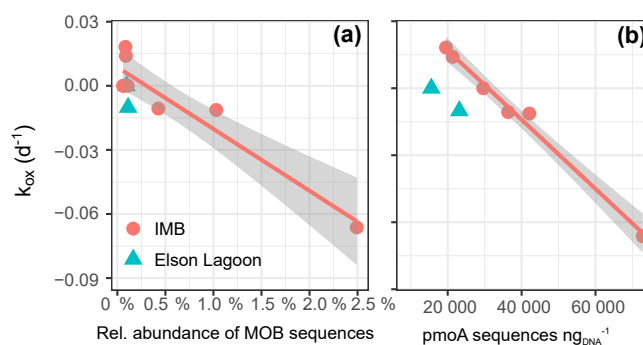 (a)
(b)
0.03
0.00
−0.03
−0.06
−0.09
kox (d-1)
IMB
Elson Lagoon
0 % 0.5 % 1.0 % 1.5 % 2.0 % 2.5 %
20 000 40 000 60 000
Rel. abundance of MOB sequences
pmoA sequences ngDNA-1